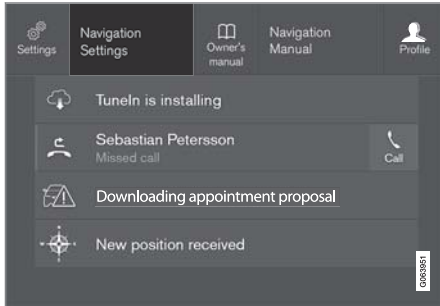 Settings
Navigation
Settings
Owner's
manual
Navigation
Manual
Profile
TuneIn is installing
Sebastian Petersson
Missed call
Call
Downloading appointment proposal
New position received
G063951